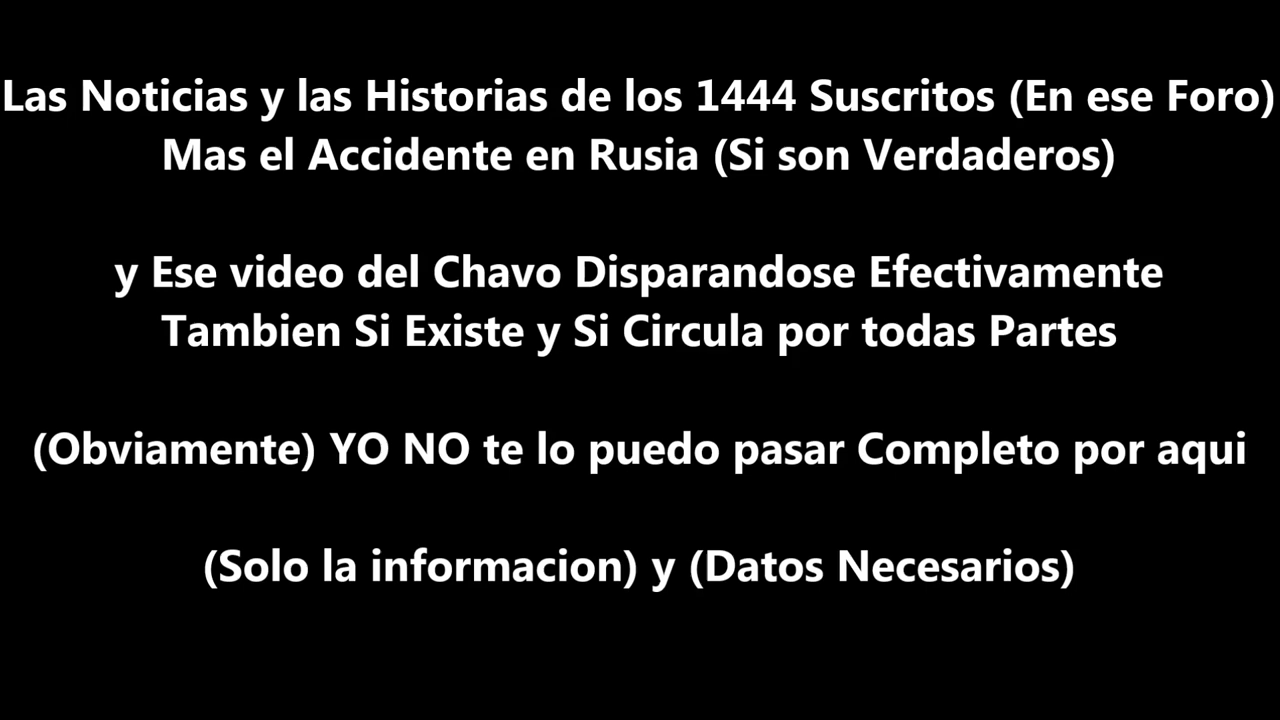 Las Noticias y las Historias de los 1444 Suscritos (En ese Foro)
Mas el Accidente en Rusia (Si son Verdaderos)
y Ese video del Chavo Disparandose Efectivamente
Tambien Si Existe y Si Circula por todas Partes
(Obviamente) YO NO te lo puedo pasar Completo por aqui
(Solo la informacion) y (Datos Necesarios)